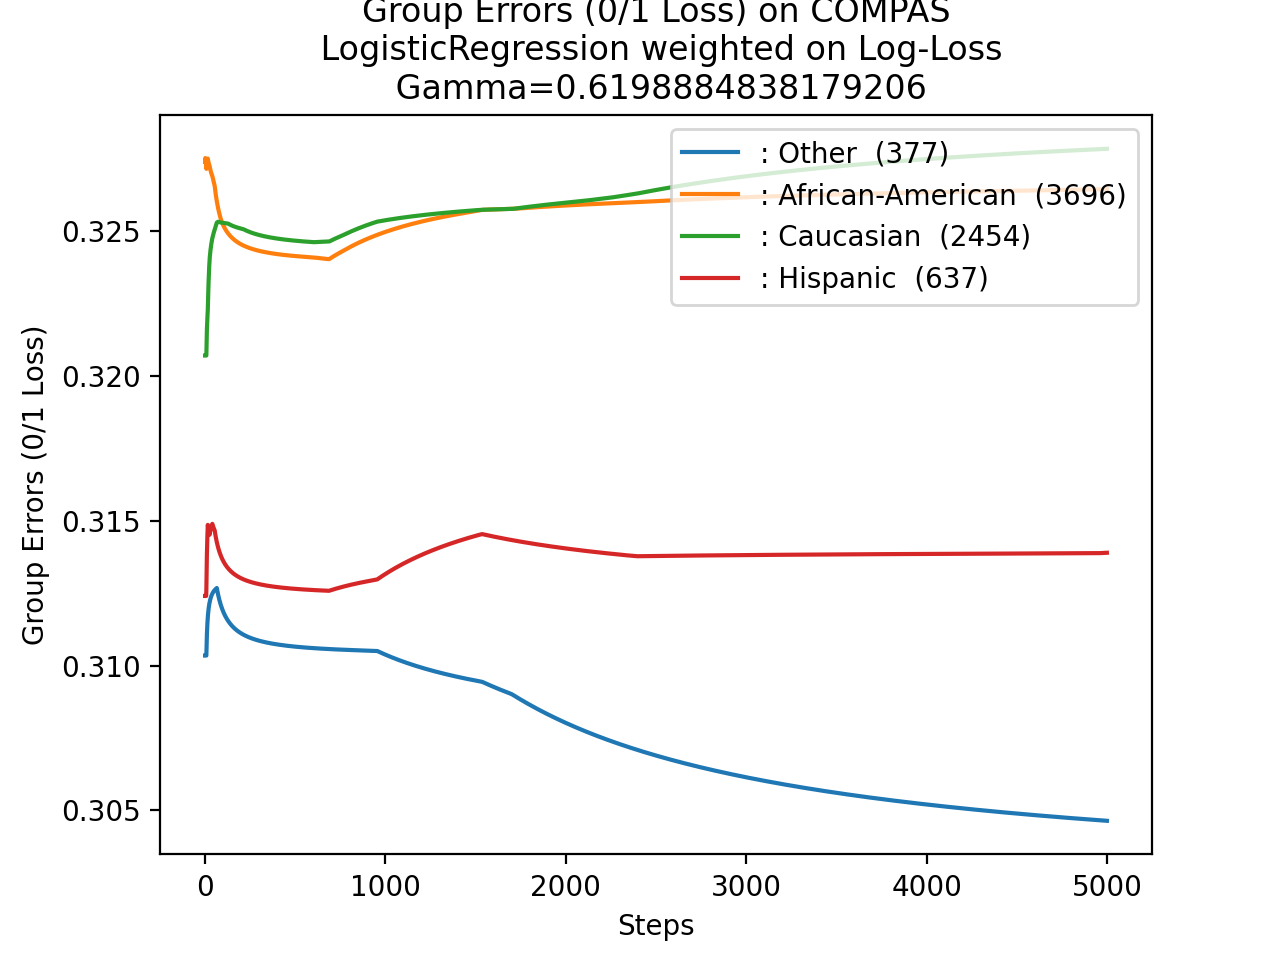 Group Errors (0/1 Loss) on COMPAS
LogisticRegression weighted on Log-Loss
Gamma=0.6198884838179206
: Other (377)
: African-American (3696)
: Caucasian (2454)
: Hispanic (637)
Group Errors (0/1 Loss)
0.325
0.320
0.315
0.310
0.305
0
1000
2000
3000
4000
5000
Steps